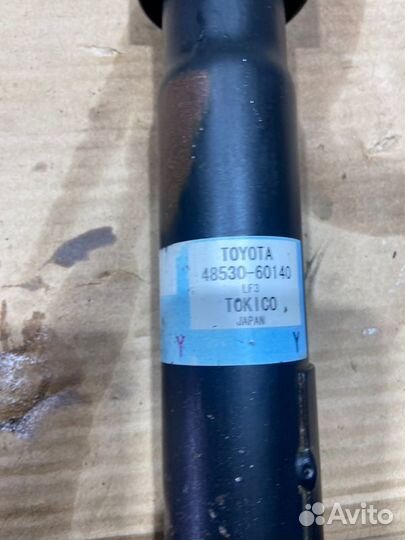 TOYOTA
48530-60140
LF3
TOKICO
JAPAN
Y Y
Avito